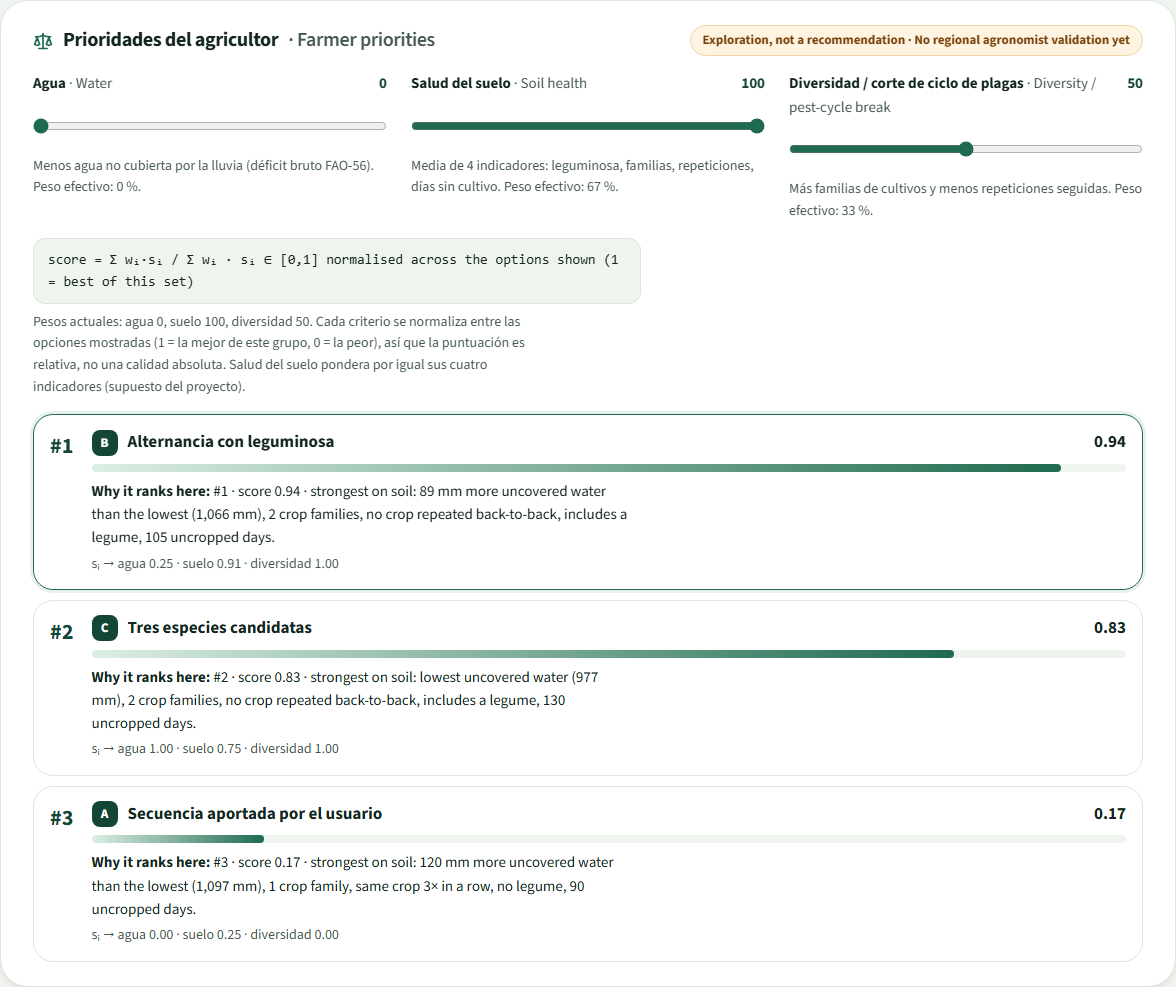 Prioridades del agricultor · Farmer priorities
Exploration, not a recommendation · No regional agronomist validation yet
Agua · Water 0
Menos agua no cubierta por la lluvia (déficit bruto FAO-56).
Peso efectivo: 0 %.
Salud del suelo · Soil health 100
Media de 4 indicadores: leguminosa, familias, repeticiones,
días sin cultivo. Peso efectivo: 67 %.
Diversidad / corte de ciclo de plagas · Diversity / 50
pest-cycle break
Más familias de cultivos y menos repeticiones seguidas. Peso
efectivo: 33 %.
score = Σ wᵢ·sᵢ / Σ wᵢ · sᵢ ∈ [0,1] normalised across the options shown (1
= best of this set)
Pesos actuales: agua 0, suelo 100, diversidad 50. Cada criterio se normaliza entre las
opciones mostradas (1 = la mejor de este grupo, 0 = la peor), así que la puntuación es
relativa, no una calidad absoluta. Salud del suelo pondera por igual sus cuatro
indicadores (supuesto del proyecto).
#1 B Alternancia con leguminosa 0.94
Why it ranks here: #1 · score 0.94 · strongest on soil: 89 mm more uncovered water
than the lowest (1,066 mm), 2 crop families, no crop repeated back-to-back, includes a
legume, 105 uncropped days.
sᵢ → agua 0.25 · suelo 0.91 · diversidad 1.00
#2 C Tres especies candidatas 0.83
Why it ranks here: #2 · score 0.83 · strongest on soil: lowest uncovered water (977
mm), 2 crop families, no crop repeated back-to-back, includes a legume, 130
uncropped days.
sᵢ → agua 1.00 · suelo 0.75 · diversidad 1.00
#3 A Secuencia aportada por el usuario 0.17
Why it ranks here: #3 · score 0.17 · strongest on soil: 120 mm more uncovered water
than the lowest (1,097 mm), 1 crop family, same crop 3× in a row, no legume, 90
uncropped days.
sᵢ → agua 0.00 · suelo 0.25 · diversidad 0.00